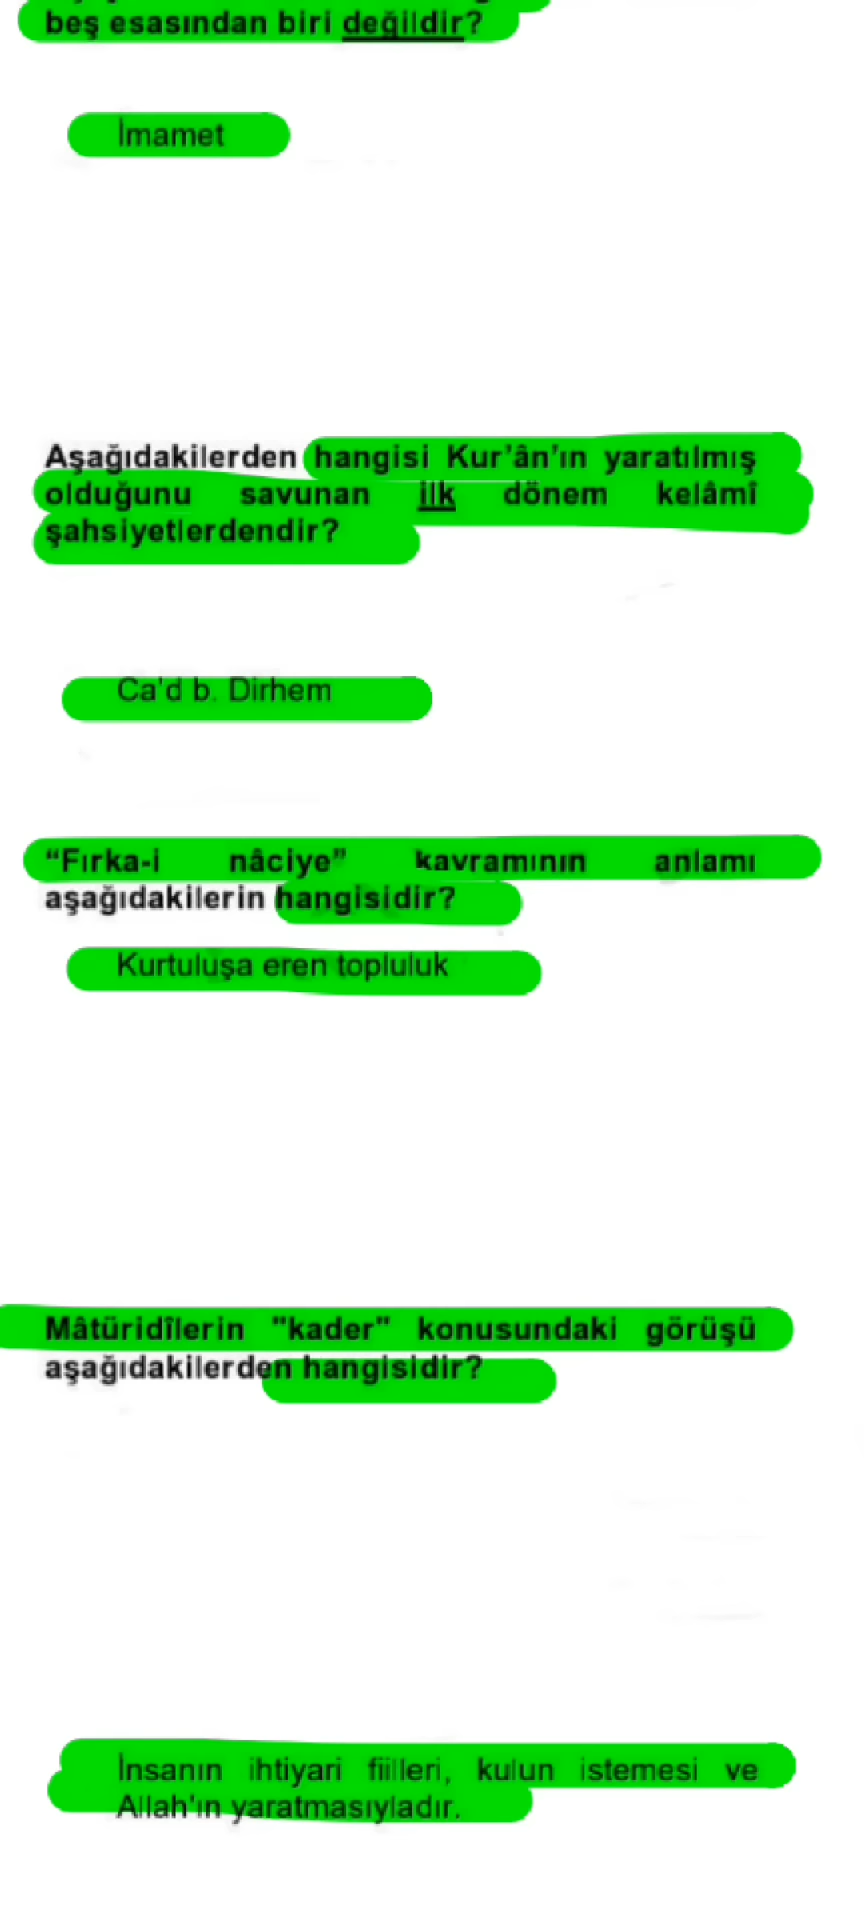 beş esasından biri değildir?
İmamet
Aşağıdakilerden hangisi Kur'ân'ın yaratılmış
olduğunu savunan ilk dönem kelâmî
şahsiyetlerdendir?
Ca'd b. Dirhem
“Fırka-i nâciye” kavramının anlamı
aşağıdakilerin hangisidir?
Kurtuluşa eren topluluk
Mâtüridîlerin "kader" konusundaki görüşü
aşağıdakilerden hangisidir?
İnsanın ihtiyari fiilleri, kulun istemesi ve
Allah'ın yaratmasıyladır.